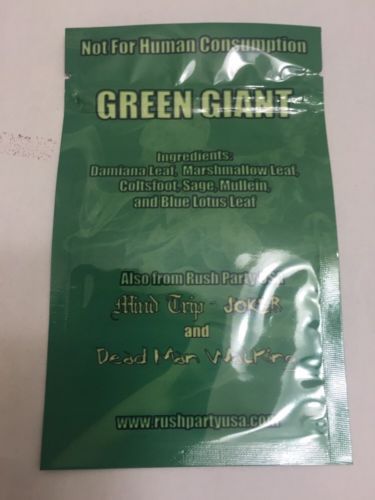 Not For Human Consumption
GREEN GIANT
Ingredients:
Damiana Leaf, Marshmallow Leaf,
Coltsfoot, Sage, Mullein,
and Blue Lotus Leaf
Also from Rush Party USA
Mind Trip - JOKER
and
Dead Man Walking
www.rushpartyusa.com